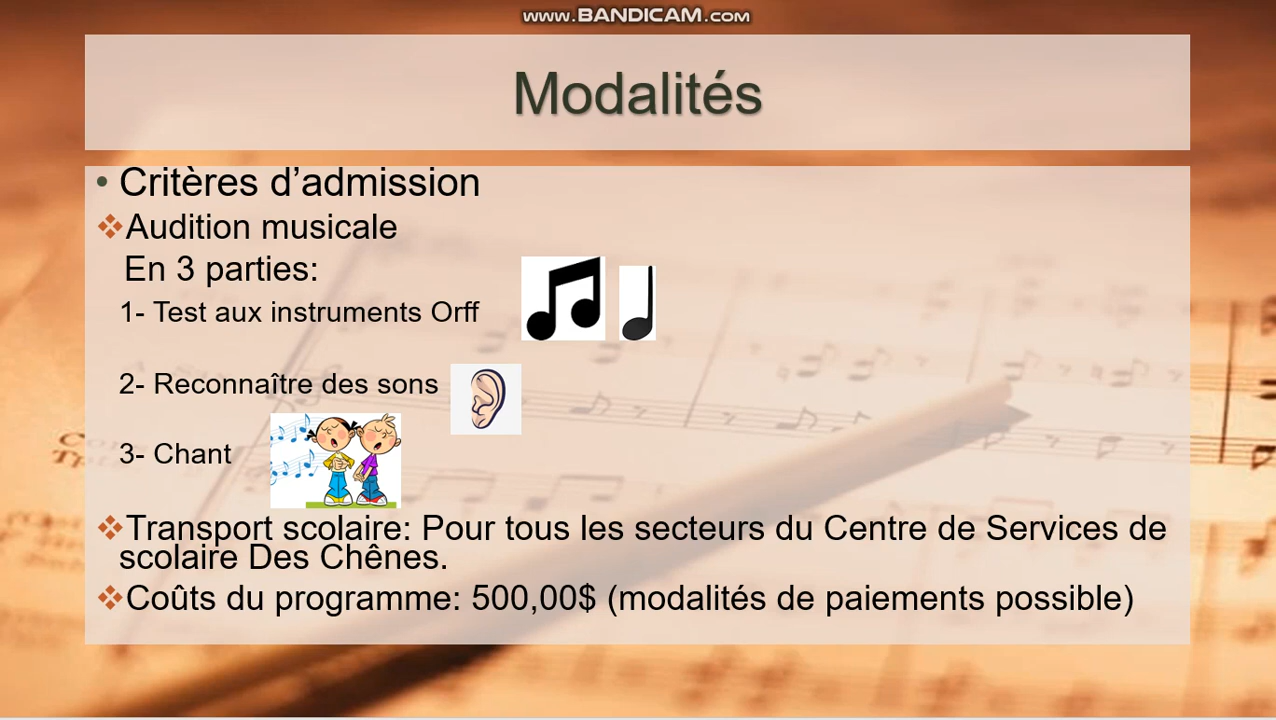 www.BANDICAM.com
Modalités
• Critères d’admission
❖Audition musicale
En 3 parties:
1- Test aux instruments Orff
2- Reconnaître des sons
3- Chant
❖Transport scolaire: Pour tous les secteurs du Centre de Services de
scolaire Des Chênes.
❖Coûts du programme: 500,00$ (modalités de paiements possible)